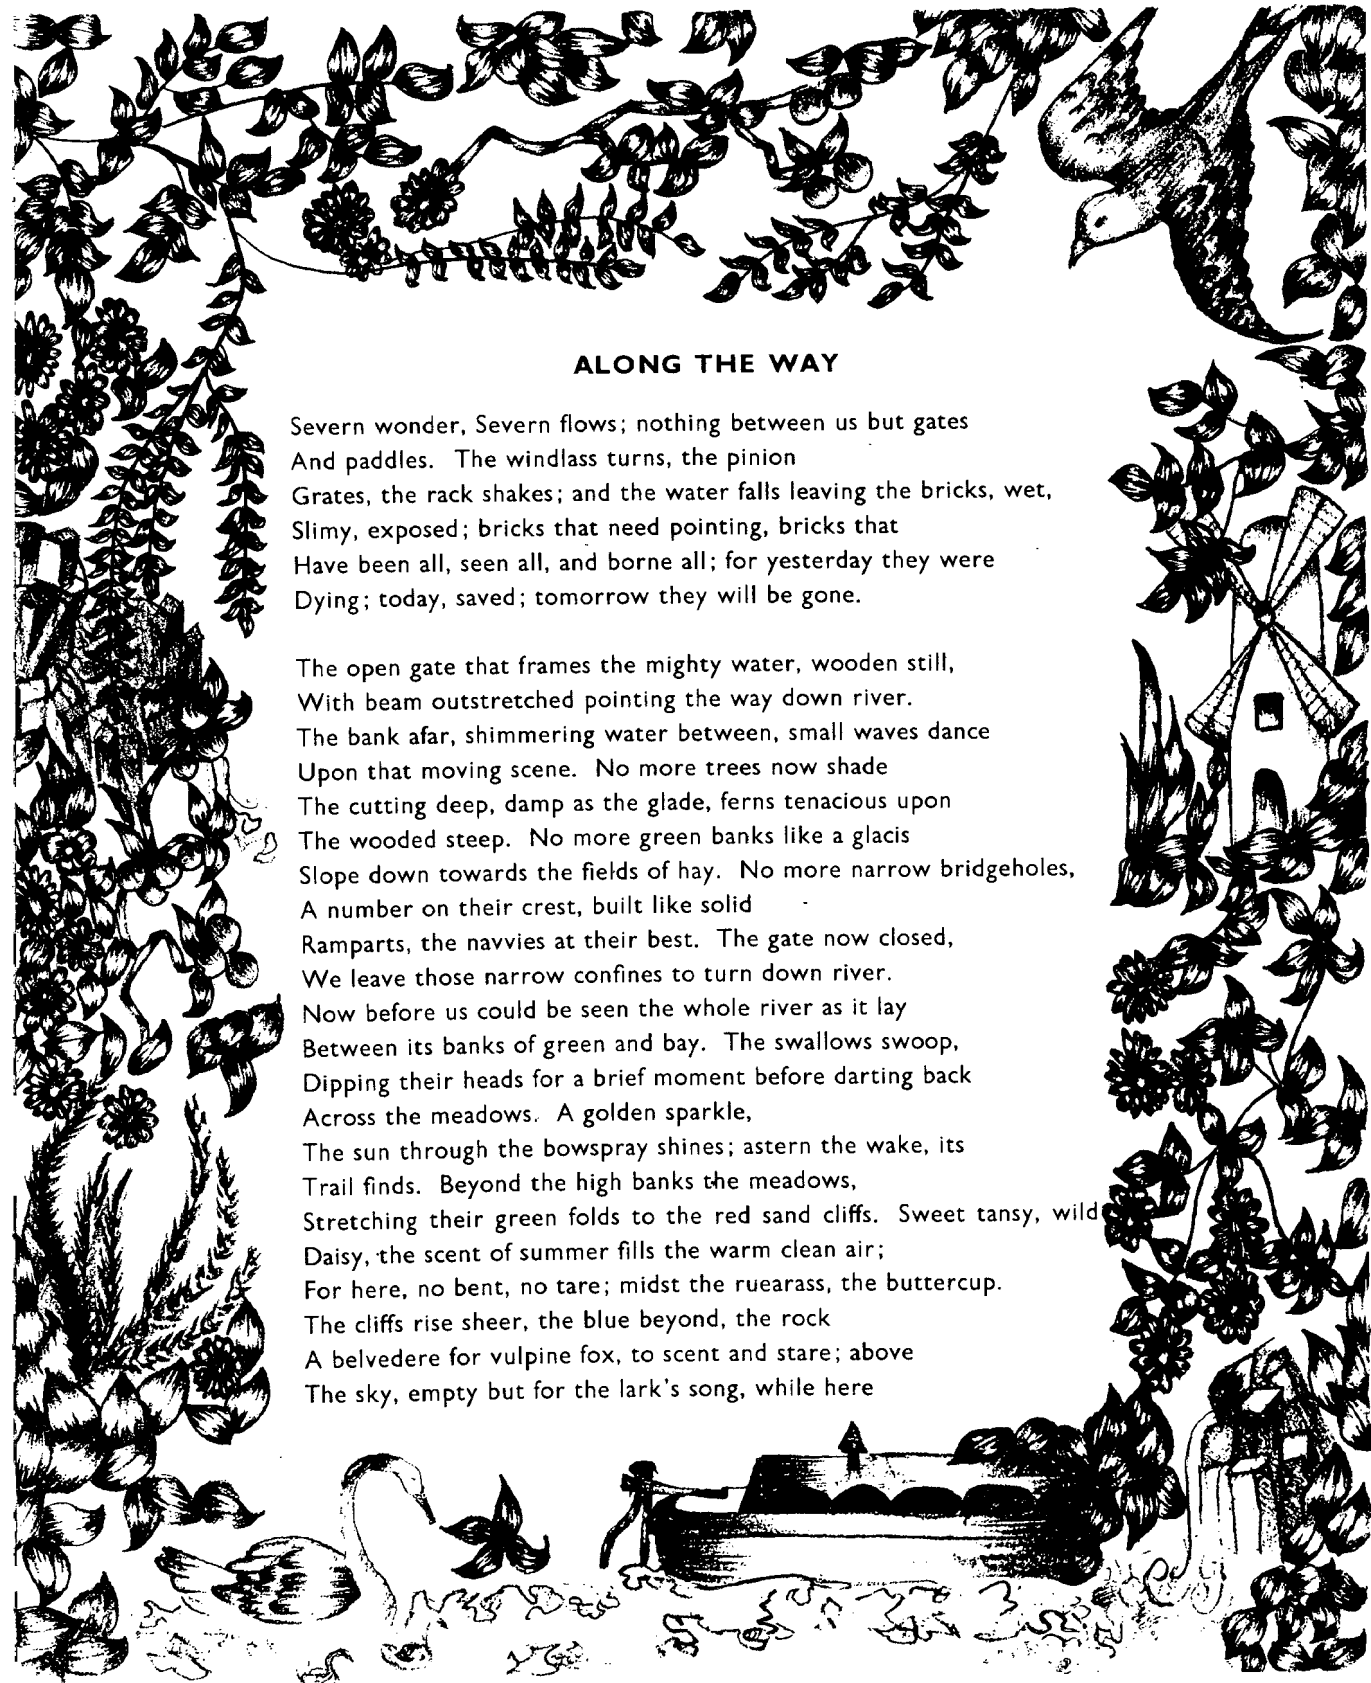 ALONG THE WAY
Severn wonder, Severn flows; nothing between us but gates
And paddles. The windlass turns, the pinion
Grates, the rack shakes; and the water falls leaving the bricks, wet,
Slimy, exposed; bricks that need pointing, bricks that
Have been all, seen all, and borne all; for yesterday they were
Dying; today, saved; tomorrow they will be gone.
The open gate that frames the mighty water, wooden still,
With beam outstretched pointing the way down river.
The bank afar, shimmering water between, small waves dance
Upon that moving scene. No more trees now shade
The cutting deep, damp as the glade, ferns tenacious upon
The wooded steep. No more green banks like a glacis
Slope down towards the fields of hay. No more narrow bridgeholes,
A number on their crest, built like solid
Ramparts, the navvies at their best. The gate now closed,
We leave those narrow confines to turn down river.
Now before us could be seen the whole river as it lay
Between its banks of green and bay. The swallows swoop,
Dipping their heads for a brief moment before darting back
Across the meadows. A golden sparkle,
The sun through the bowspray shines; astern the wake, its
Trail finds. Beyond the high banks the meadows,
Stretching their green folds to the red sand cliffs. Sweet tansy, wild
Daisy, the scent of summer fills the warm clean air;
For here, no bent, no tare; midst the ruearass, the buttercup.
The cliffs rise sheer, the blue beyond, the rock
A belvedere for vulpine fox, to scent and stare; above
The sky, empty but for the lark's song, while here